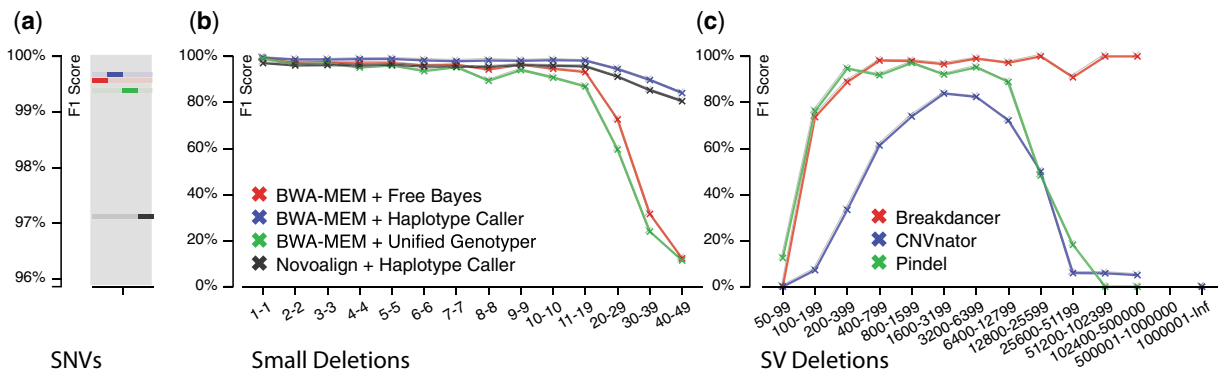 (a)
100%
99%
98%
97%
96%
F1 Score
SNVs
(b)
100%
80%
60%
40%
20%
0%
F1 Score
BWA-MEM + Free Bayes
BWA-MEM + Haplotype Caller
BWA-MEM + Unified Genotyper
Novoalign + Haplotype Caller
1-1
2-2
3-3
4-4
5-5
6-6
7-7
8-8
9-9
10-10
11-19
20-29
30-39
40-49
Small Deletions
(c)
100%
80%
60%
40%
20%
0%
F1 Score
Breakdancer
CNVnator
Pindel
50-99
100-199
200-399
400-799
800-1599
1600-3199
3200-6399
6400-12799
12800-25599
25600-51199
51200-102399
102400-500000
500001-1000000
1000001-Inf
SV Deletions